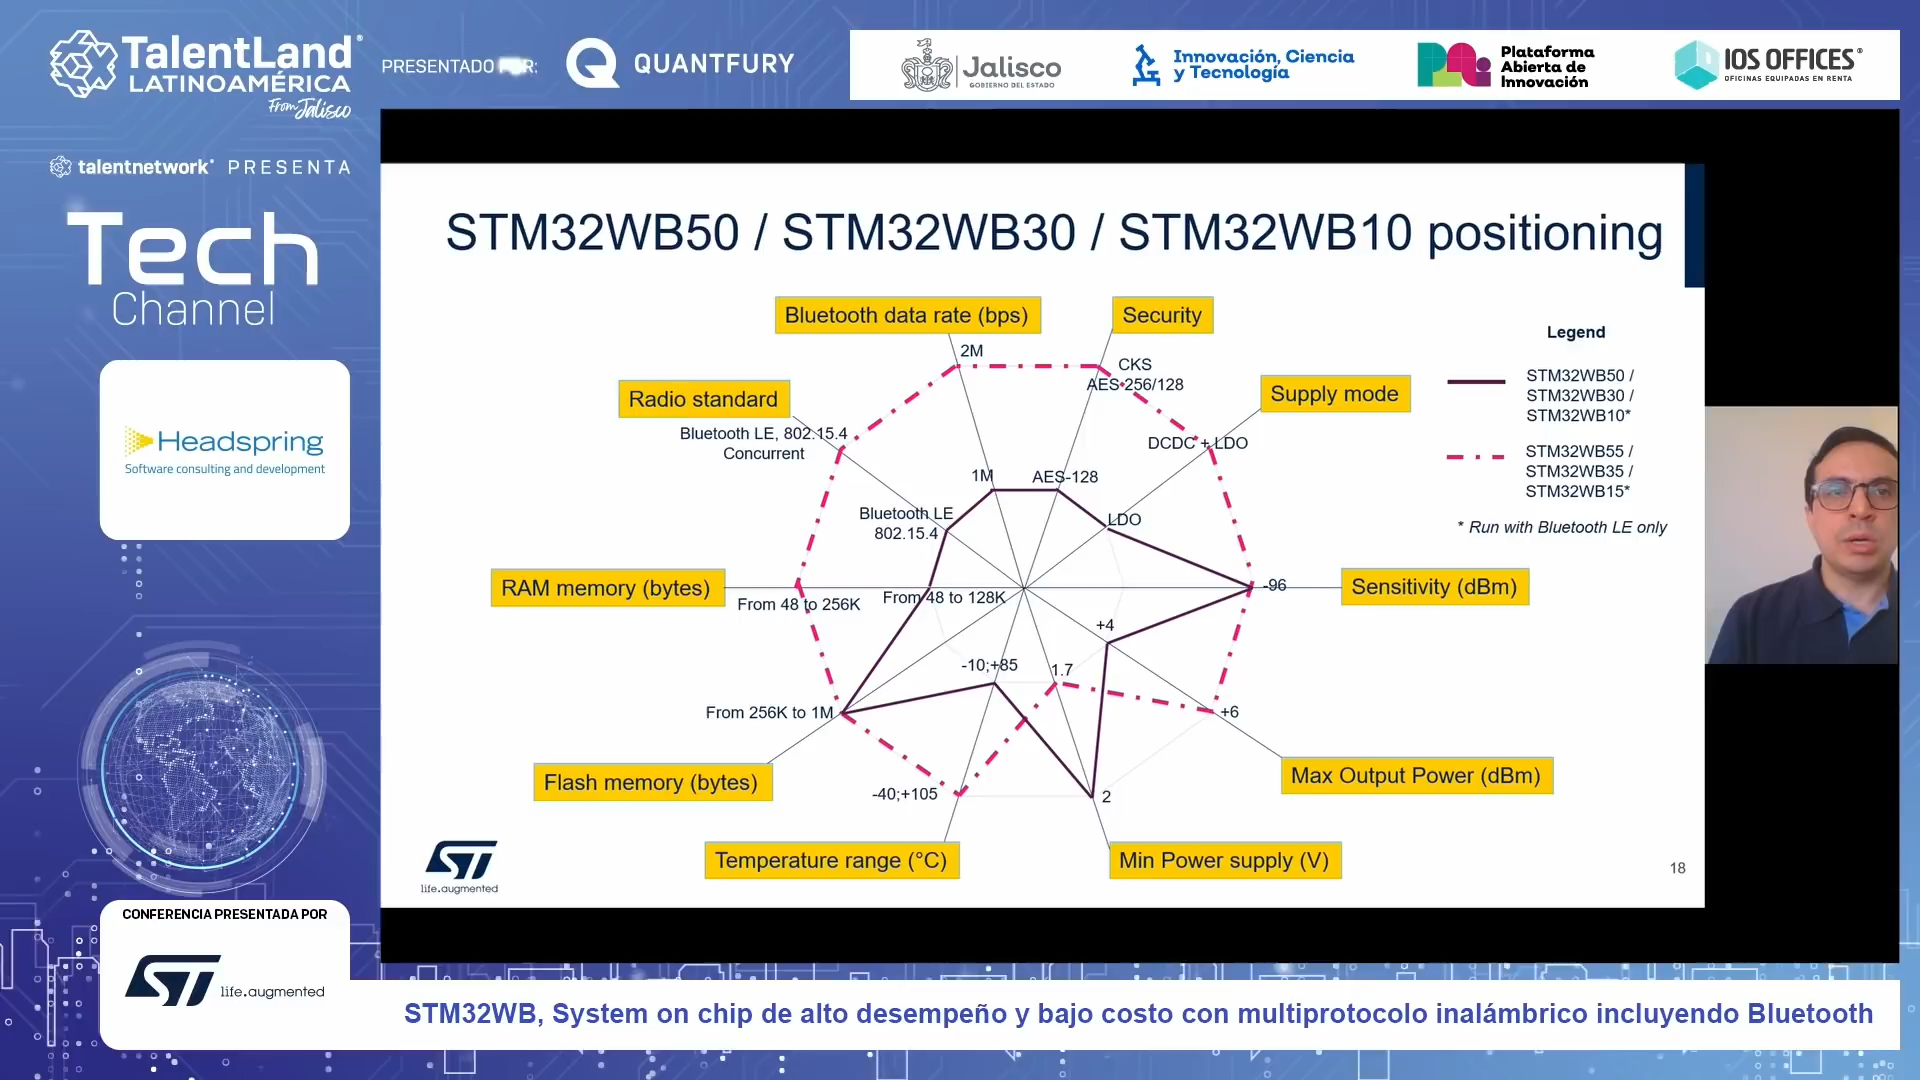 TalentLand®
LATINOAMÉRICA
From Jalisco
PRESENTADO
QUANTFURY
Jalisco
GOBIERNO DEL ESTADO
Innovación, Ciencia
y Tecnología
Plataforma
Abierta de
Innovación
IOS OFFICES®
OFICINAS EQUIPADAS EN RENTA
talentnetwork® PRESENTA
Tech
Channel
Headspring
Software consulting and development
CONFERENCIA PRESENTADA POR
ST life.augmented
STM32WB50 / STM32WB30 / STM32WB10 positioning
Bluetooth data rate (bps)
Security
2M
CKS
AES 256/128
Radio standard
Supply mode
Bluetooth LE, 802.15.4
Concurrent
DCDC + LDO
1M
AES-128
Bluetooth LE
802.15.4
LDO
RAM memory (bytes)
From 48 to 256K
From 48 to 128K
-96
Sensitivity (dBm)
+4
-10;+85
1.7
From 256K to 1M
+6
Flash memory (bytes)
Max Output Power (dBm)
-40;+105
2
Temperature range (°C)
Min Power supply (V)
Legend
STM32WB50 /
STM32WB30 /
STM32WB10*
STM32WB55 /
STM32WB35 /
STM32WB15*
* Run with Bluetooth LE only
ST
life.augmented
18
STM32WB, System on chip de alto desempeño y bajo costo con multiprotocolo inalámbrico incluyendo Bluetooth